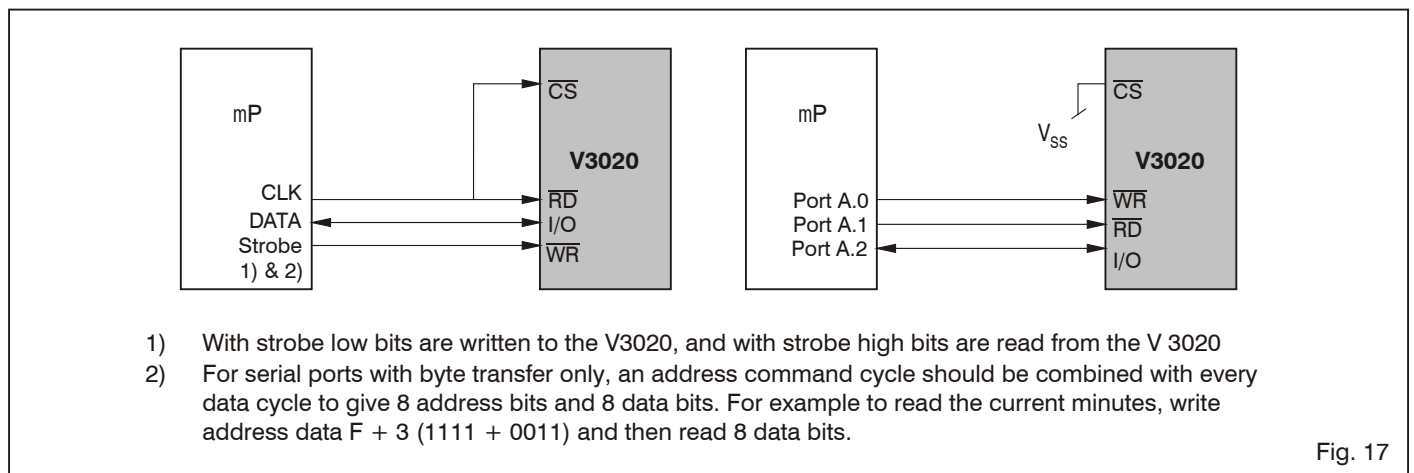 mP
CLK
DATA
Strobe
1) & 2)
CS
V3020
RD
I/O
WR
mP
Port A.0
Port A.1
Port A.2
VSS
CS
V3020
WR
RD
I/O
1) With strobe low bits are written to the V3020, and with strobe high bits are read from the V 3020
2) For serial ports with byte transfer only, an address command cycle should be combined with every
data cycle to give 8 address bits and 8 data bits. For example to read the current minutes, write
address data F + 3 (1111 + 0011) and then read 8 data bits.
Fig. 17